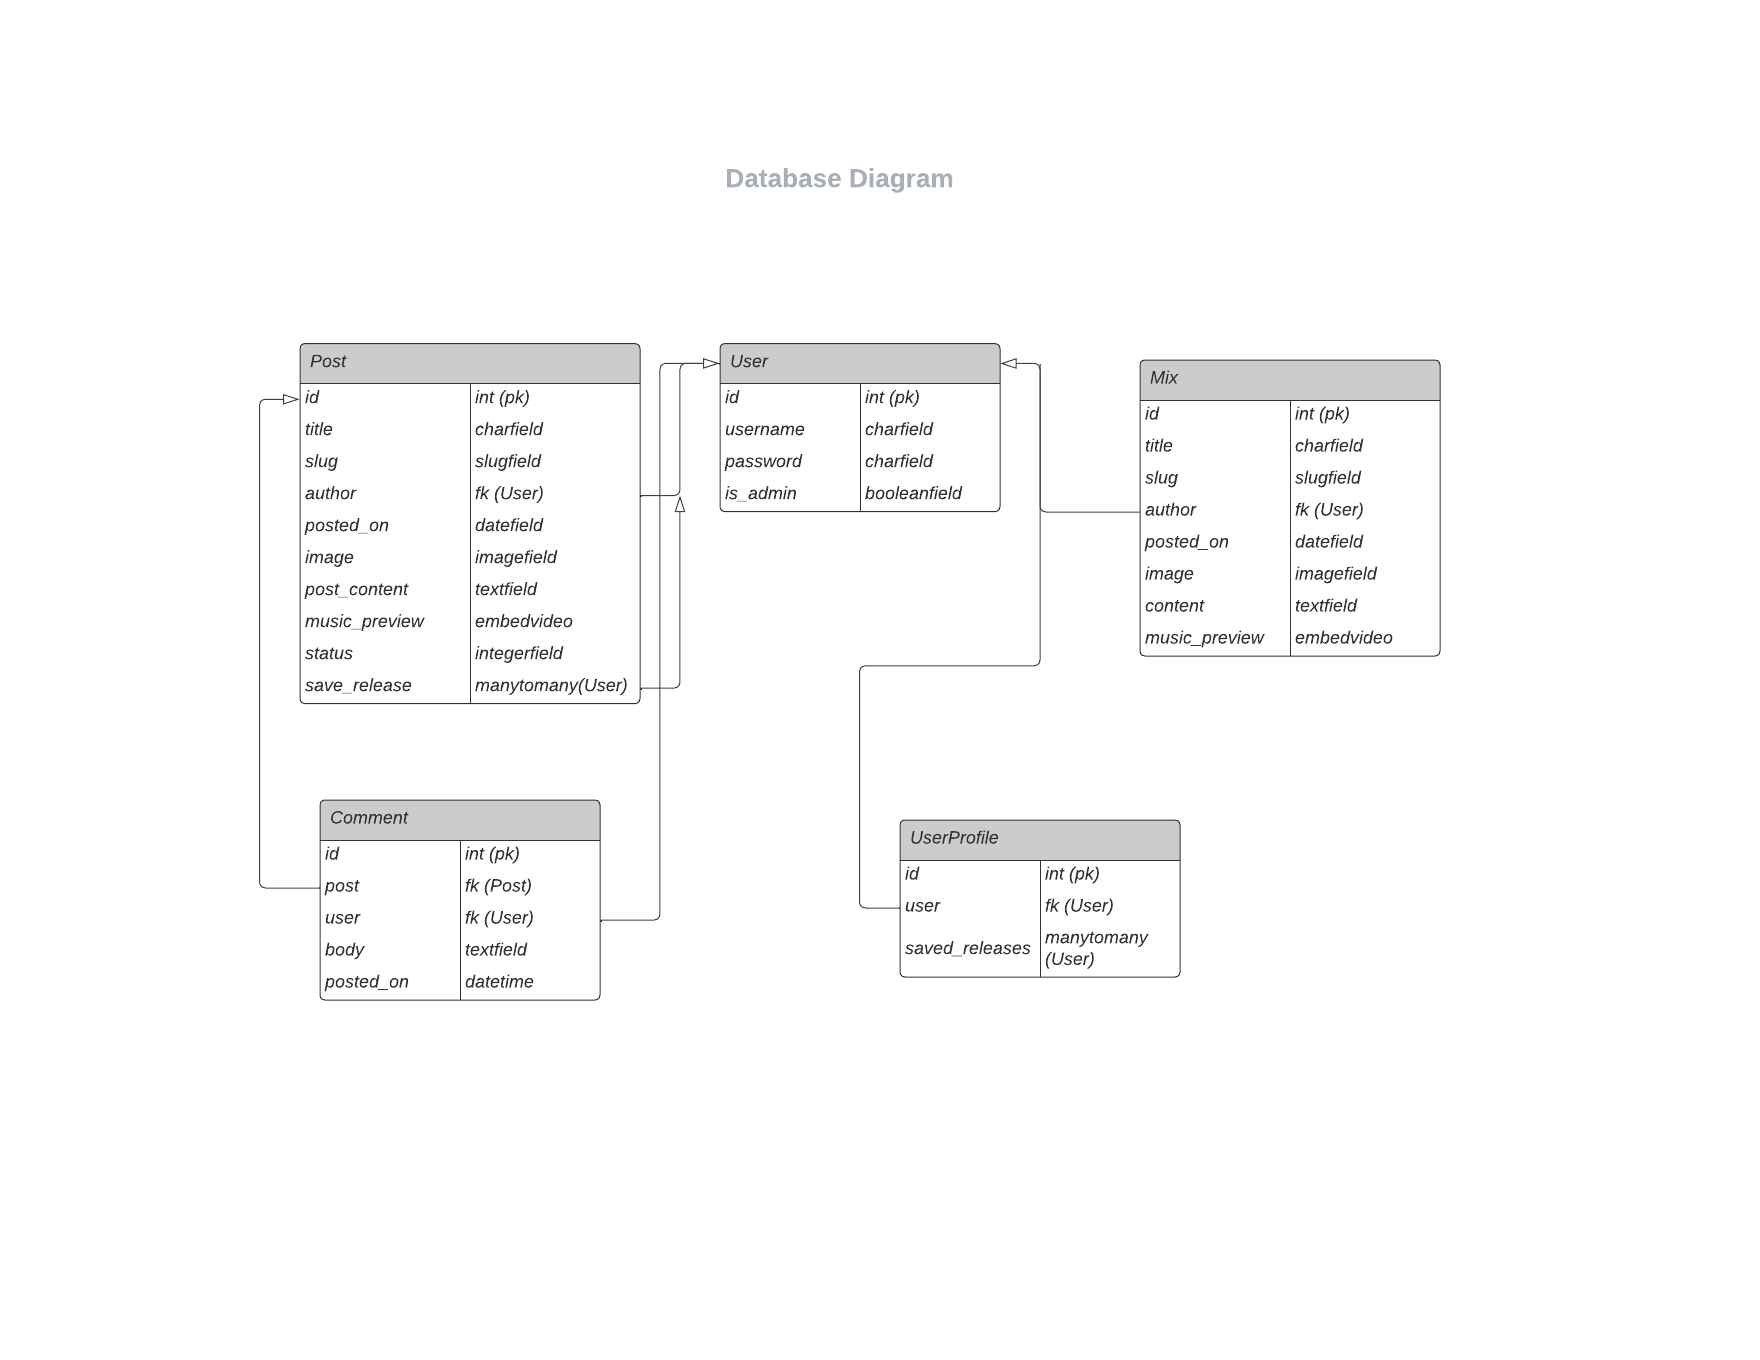 Database Diagram
Post
id int (pk)
title charfield
slug slugfield
author fk (User)
posted_on datefield
image imagefield
post_content textfield
music_preview embedvideo
status integerfield
save_release manytomany(User)
User
id int (pk)
username charfield
password charfield
is_admin booleanfield
Mix
id int (pk)
title charfield
slug slugfield
author fk (User)
posted_on datefield
image imagefield
content textfield
music_preview embedvideo
Comment
id int (pk)
post fk (Post)
user fk (User)
body textfield
posted_on datetime
UserProfile
id int (pk)
user fk (User)
saved_releases manytomany
(User)